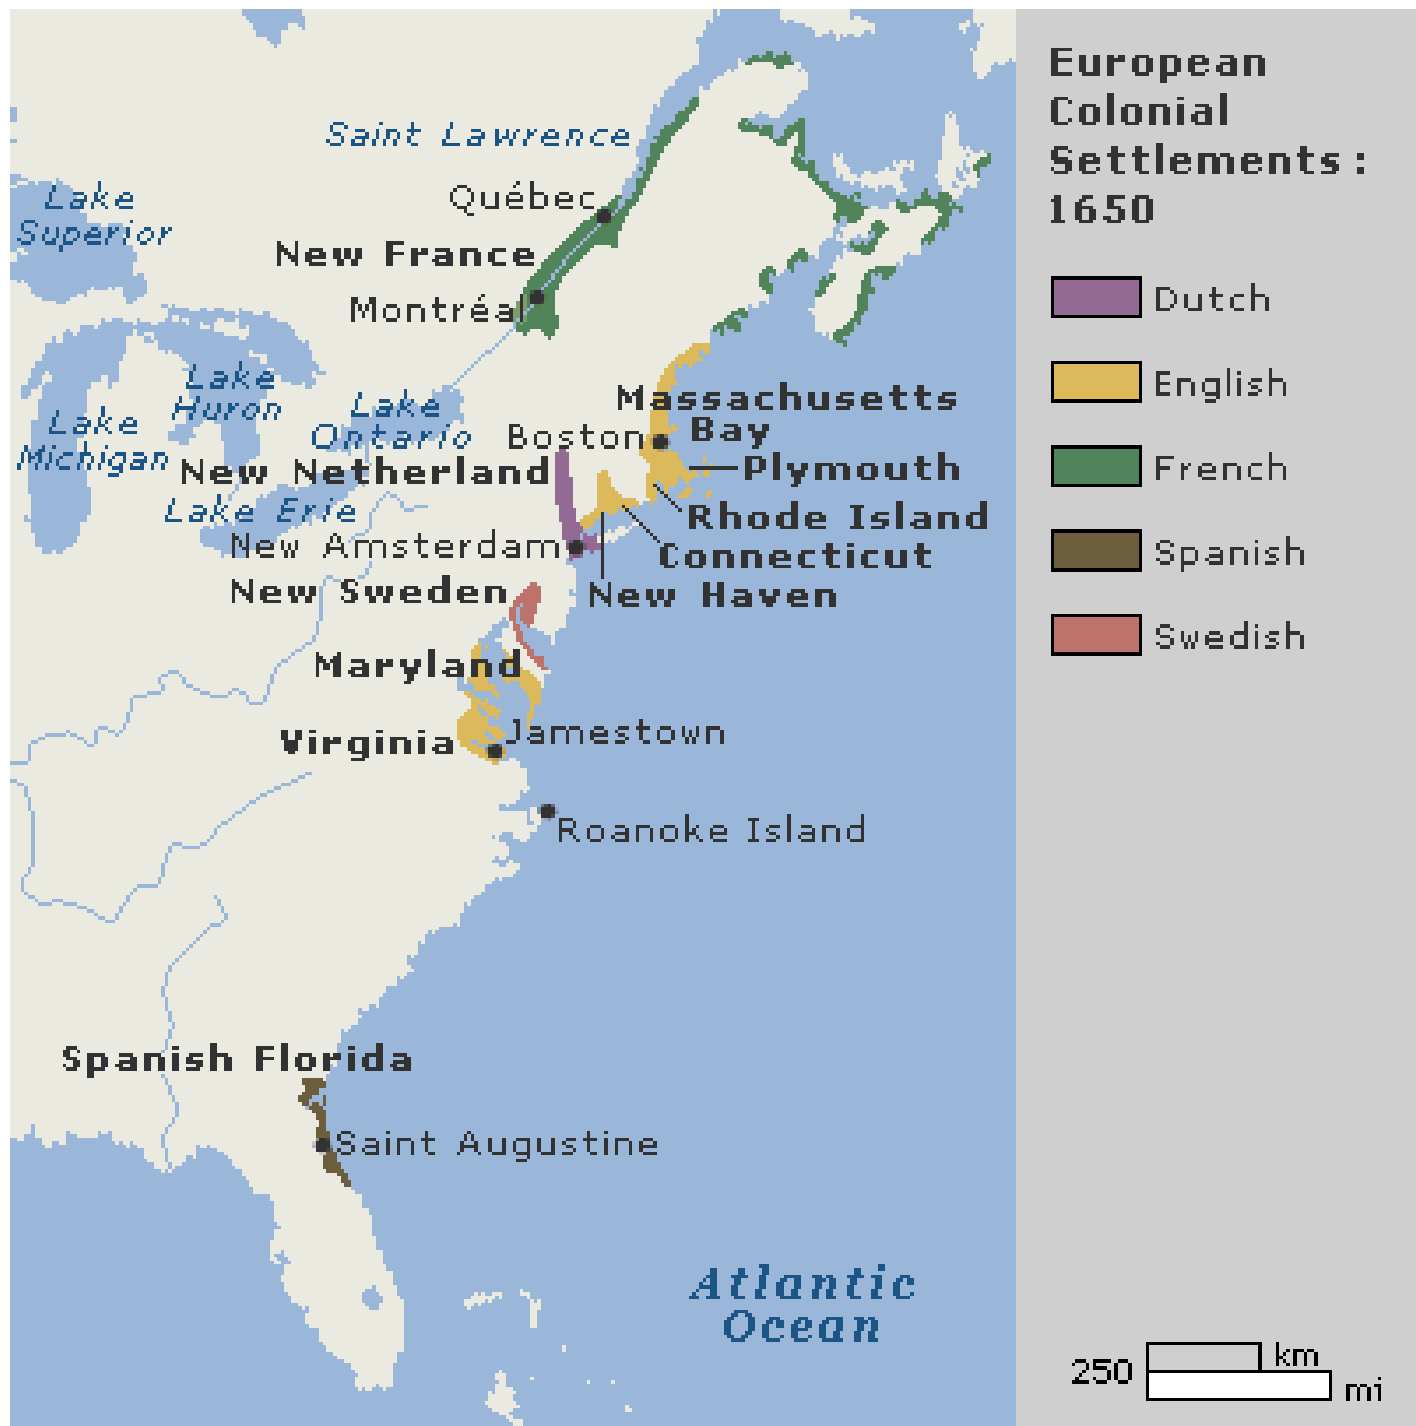 European
Colonial
Settlements:
1650
Dutch
English
French
Spanish
Swedish
Saint Lawrence
Québec
Lake
Superior
New France
Montréal
Lake
Huron
Lake
Ontario
Lake
Michigan
Massachusetts
Bay
Boston
Plymouth
New Netherland
Lake Erie
Rhode Island
New Amsterdam
Connecticut
New Sweden
New Haven
Maryland
Jamestown
Virginia
Roanoke Island
Spanish Florida
Saint Augustine
Atlantic
Ocean
250
km
mi